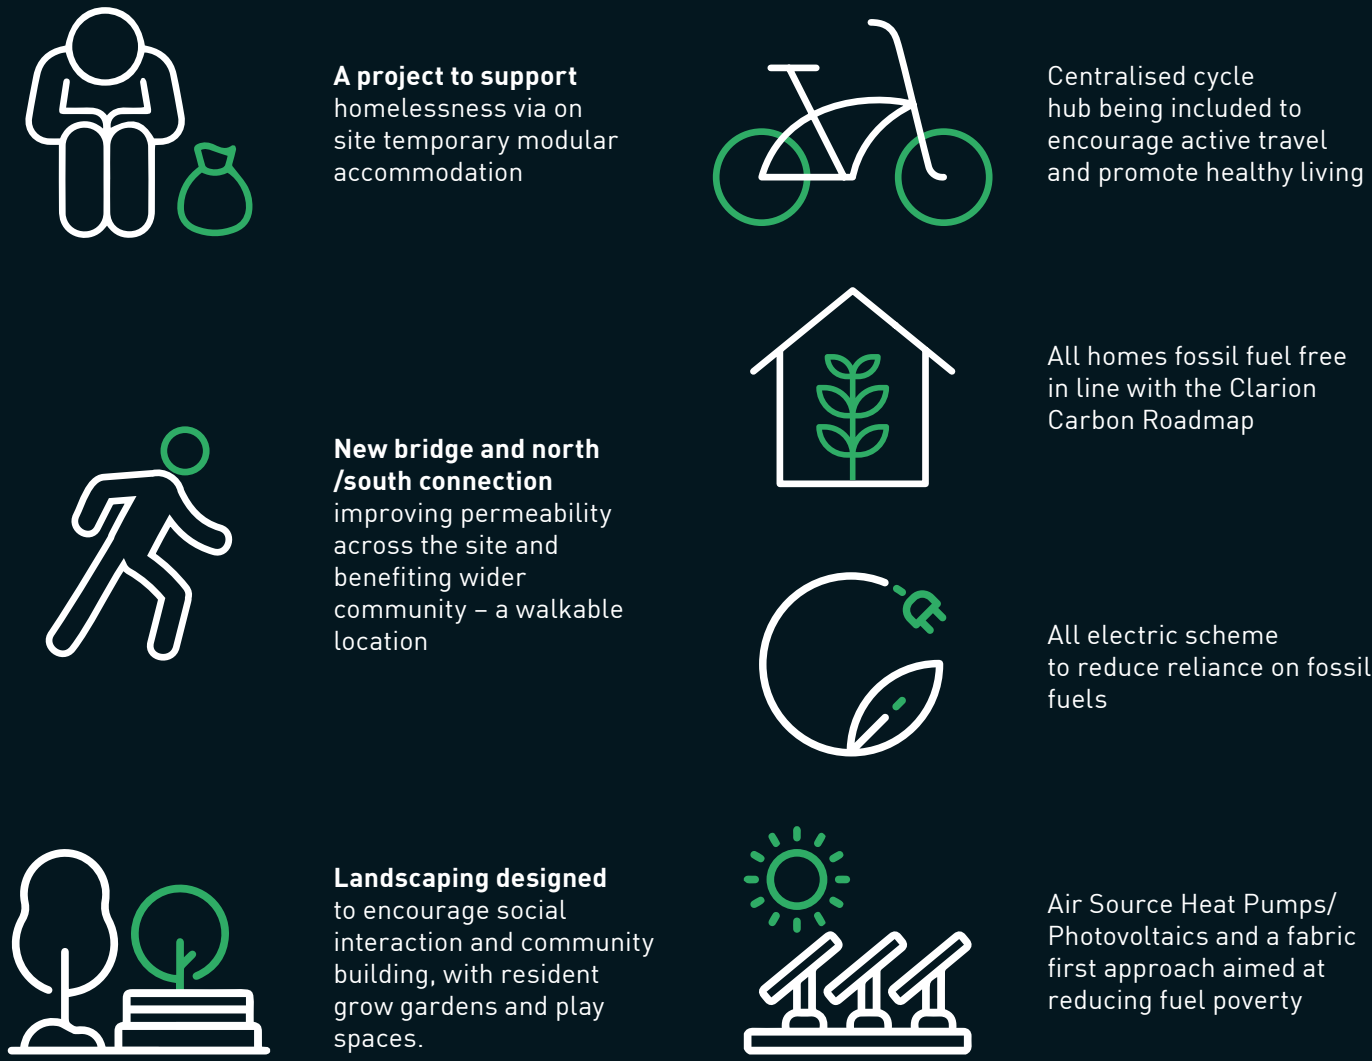 A project to support
homelessness via on
site temporary modular
accommodation
New bridge and north
/south connection
improving permeability
across the site and
benefiting wider
community – a walkable
location
Landscaping designed
to encourage social
interaction and community
building, with resident
grow gardens and play
spaces.
Centralised cycle
hub being included to
encourage active travel
and promote healthy living
All homes fossil fuel free
in line with the Clarion
Carbon Roadmap
All electric scheme
to reduce reliance on fossil
fuels
Air Source Heat Pumps/
Photovoltaics and a fabric
first approach aimed at
reducing fuel poverty